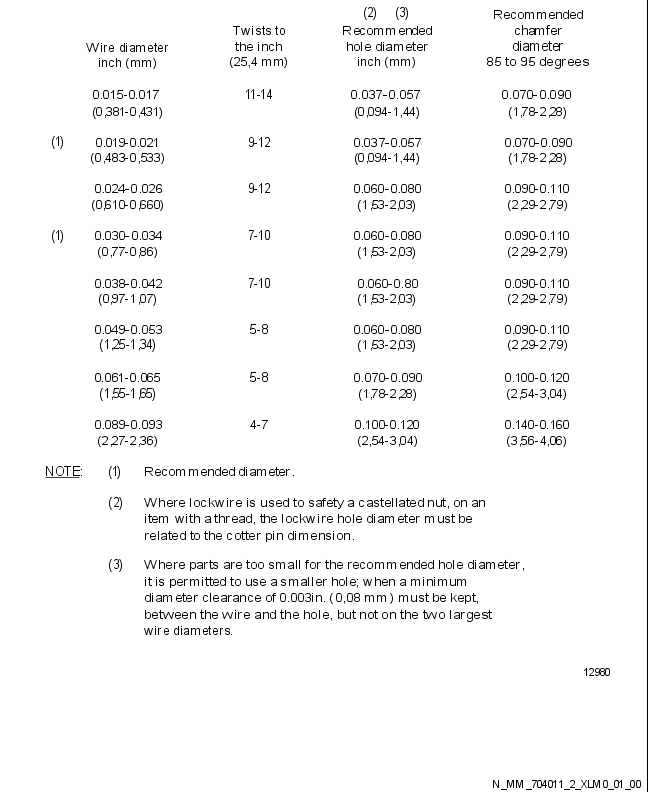 (2) (3)
Recommended
Twists to Recommended chamfer
Wire diameter the inch hole diameter diameter
inch (mm) (25,4 mm) inch (mm) 85 to 95 degrees
0.015-0.017 11-14 0.037-0.057 0.070-0.090
(0,381-0,431) (0,094-1,44) (1,78-2,28)
(1) 0.019-0.021 9-12 0.037-0.057 0.070-0.090
(0,483-0,533) (0,094-1,44) (1,78-2,28)
0.024-0.026 9-12 0.060-0.080 0.090-0.110
(0,610-0,660) (1,53-2,03) (2,29-2,79)
(1) 0.030-0.034 7-10 0.060-0.080 0.090-0.110
(0,77-0,86) (1,53-2,03) (2,29-2,79)
0.038-0.042 7-10 0.060-0.80 0.090-0.110
(0,97-1,07) (1,53-2,03) (2,29-2,79)
0.049-0.053 5-8 0.060-0.080 0.090-0.110
(1,25-1,34) (1,53-2,03) (2,29-2,79)
0.061-0.065 5-8 0.070-0.090 0.100-0.120
(1,55-1,65) (1,78-2,28) (2,54-3,04)
0.089-0.093 4-7 0.100-0.120 0.140-0.160
(2,27-2,36) (2,54-3,04) (3,56-4,06)
NOTE: (1) Recommended diameter.
(2) Where lockwire is used to safety a castellated nut, on an
item with a thread, the lockwire hole diameter must be
related to the cotter pin dimension.
(3) Where parts are too small for the recommended hole diameter,
it is permitted to use a smaller hole; when a minimum
diameter clearance of 0.003in. (0,08 mm) must be kept,
between the wire and the hole, but not on the two largest
wire diameters.
12980
N_MM_704011_2_XLM0_01_00